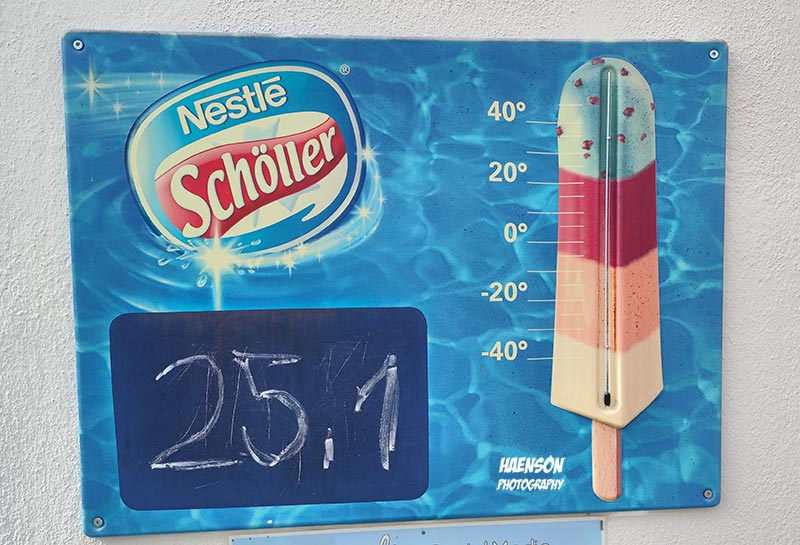 Nestlé
®
Schöller
40°
20°
0°
-20°
-40°
25.1
HAENSON
PHOTOGRAPHY